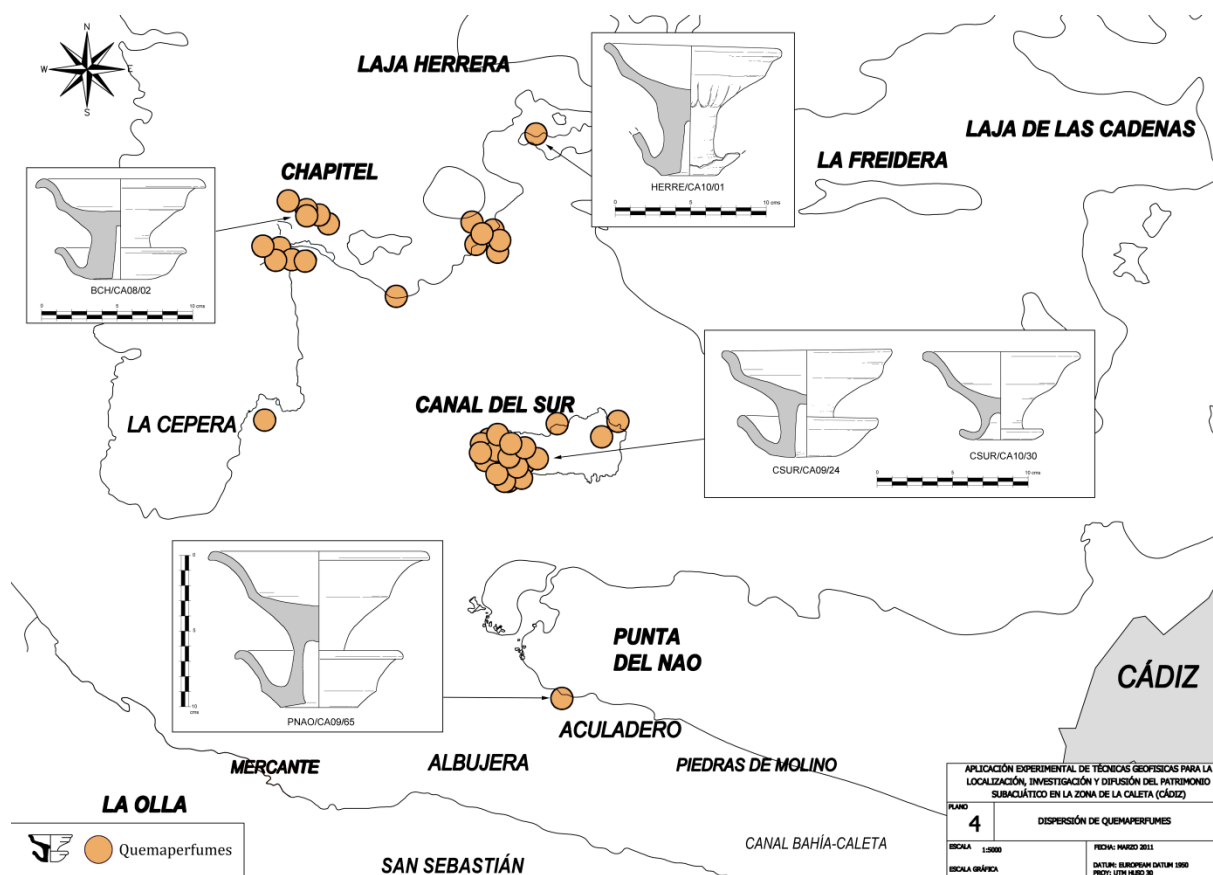 N
W
E
S
LAJA HERRERA
HERRE/CA10/01
0 5 10 cms
LAJA DE LAS CADENAS
LA FREIDERA
CHAPITEL
BCH/CA08/02
0 5 10 cms
LA CEPERA
CANAL DEL SUR
CSUR/CA09/24
CSUR/CA10/30
0 5 10 cms
0
10
cms
PNAO/CA09/65
PUNTA
DEL NAO
CÁDIZ
ACULADERO
MERCANTE
ALBUJERA
PIEDRAS DE MOLINO
LA OLLA
Quemaperfumes
SAN SEBASTIÁN
CANAL BAHÍA-CALETA
APLICACIÓN EXPERIMENTAL DE TÉCNICAS GEOFISICAS PARA LA
LOCALIZACIÓN, INVESTIGACIÓN Y DIFUSIÓN DEL PATRIMONIO
SUBACUÁTICO EN LA ZONA DE LA CALETA (CÁDIZ)
PLANO
4
DISPERSIÓN DE QUEMAPERFUMES
ESCALA 1:5000
FECHA: MARZO 2011
ESCALA GRÁFICA
DATUM: EUROPEAM DATUM 1950
PROY: UTM HUSO 30